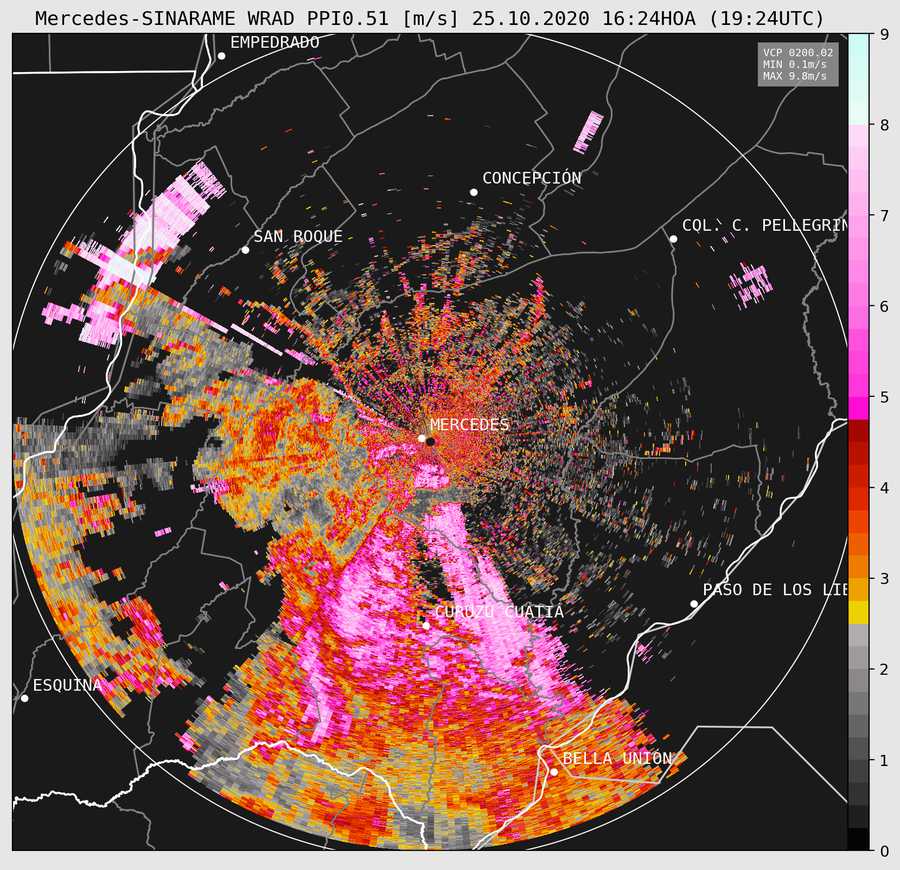 Mercedes-SINARAME WRAD PPI0.51 [m/s] 25.10.2020 16:24HOA (19:24UTC)
EMPEDRADO
VCP 0200.02
MIN 0.1m/s
MAX 9.8m/s
CONCEPCIÓN
SAN ROQUE
COL. C. PELLEGRIN
MERCEDES
PASO DE LOS LIB
CURUZÚ CUATIÁ
ESQUINA
BELLA UNIÓN
9
8
7
6
5
4
3
2
1
0